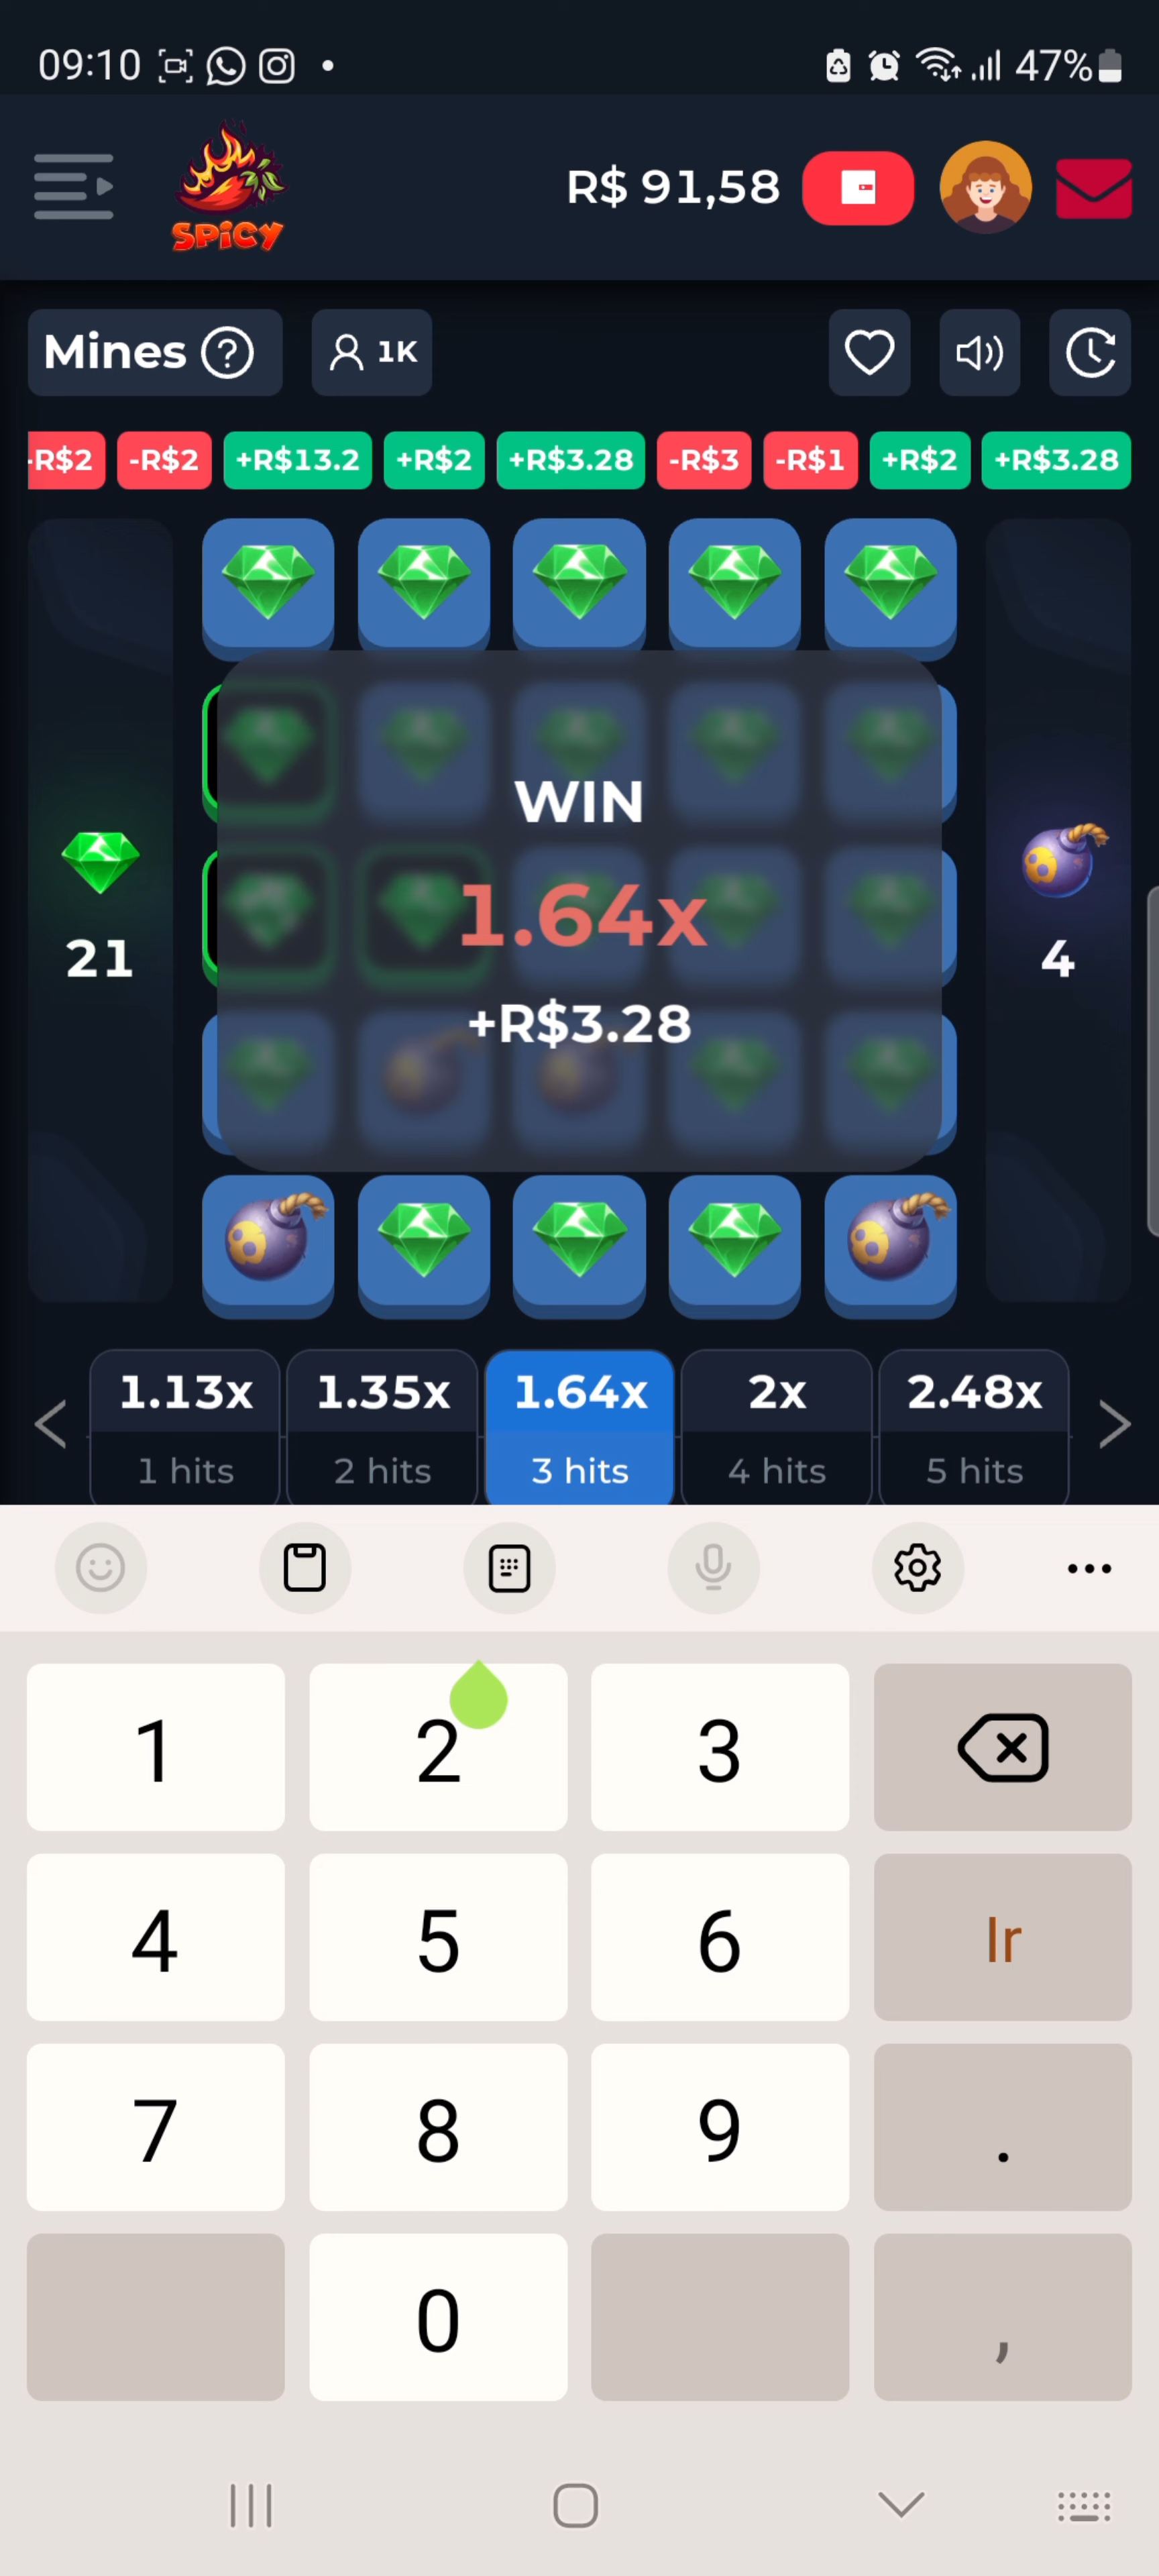 09:10 47%
SPiCY R$ 91,58
Mines ? 1K
-R$2 -R$2 +R$13.2 +R$2 +R$3.28 -R$3 -R$1 +R$2 +R$3.28
WIN
1.64x
21 4
+R$3.28
1.13x 1.35x 1.64x 2x 2.48x
1 hits 2 hits 3 hits 4 hits 5 hits
1 2 3
4 5 6 Ir
7 8 9 .
0 ,